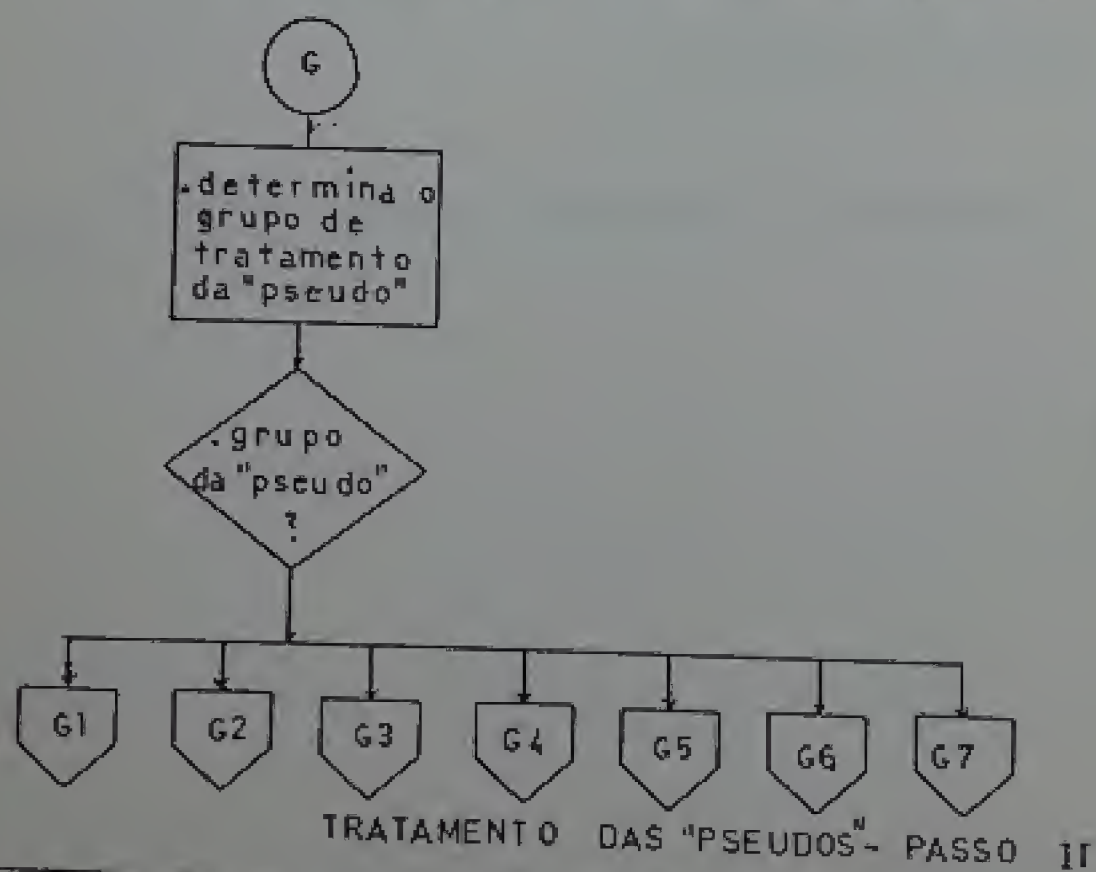 G
.determina o
grupo de
tratamento
da "pseudo"
.grupo
da "pseudo"
?
G1 G2 G3 G4 G5 G6 G7
TRATAMENTO DAS "PSEUDOS" - PASSO II